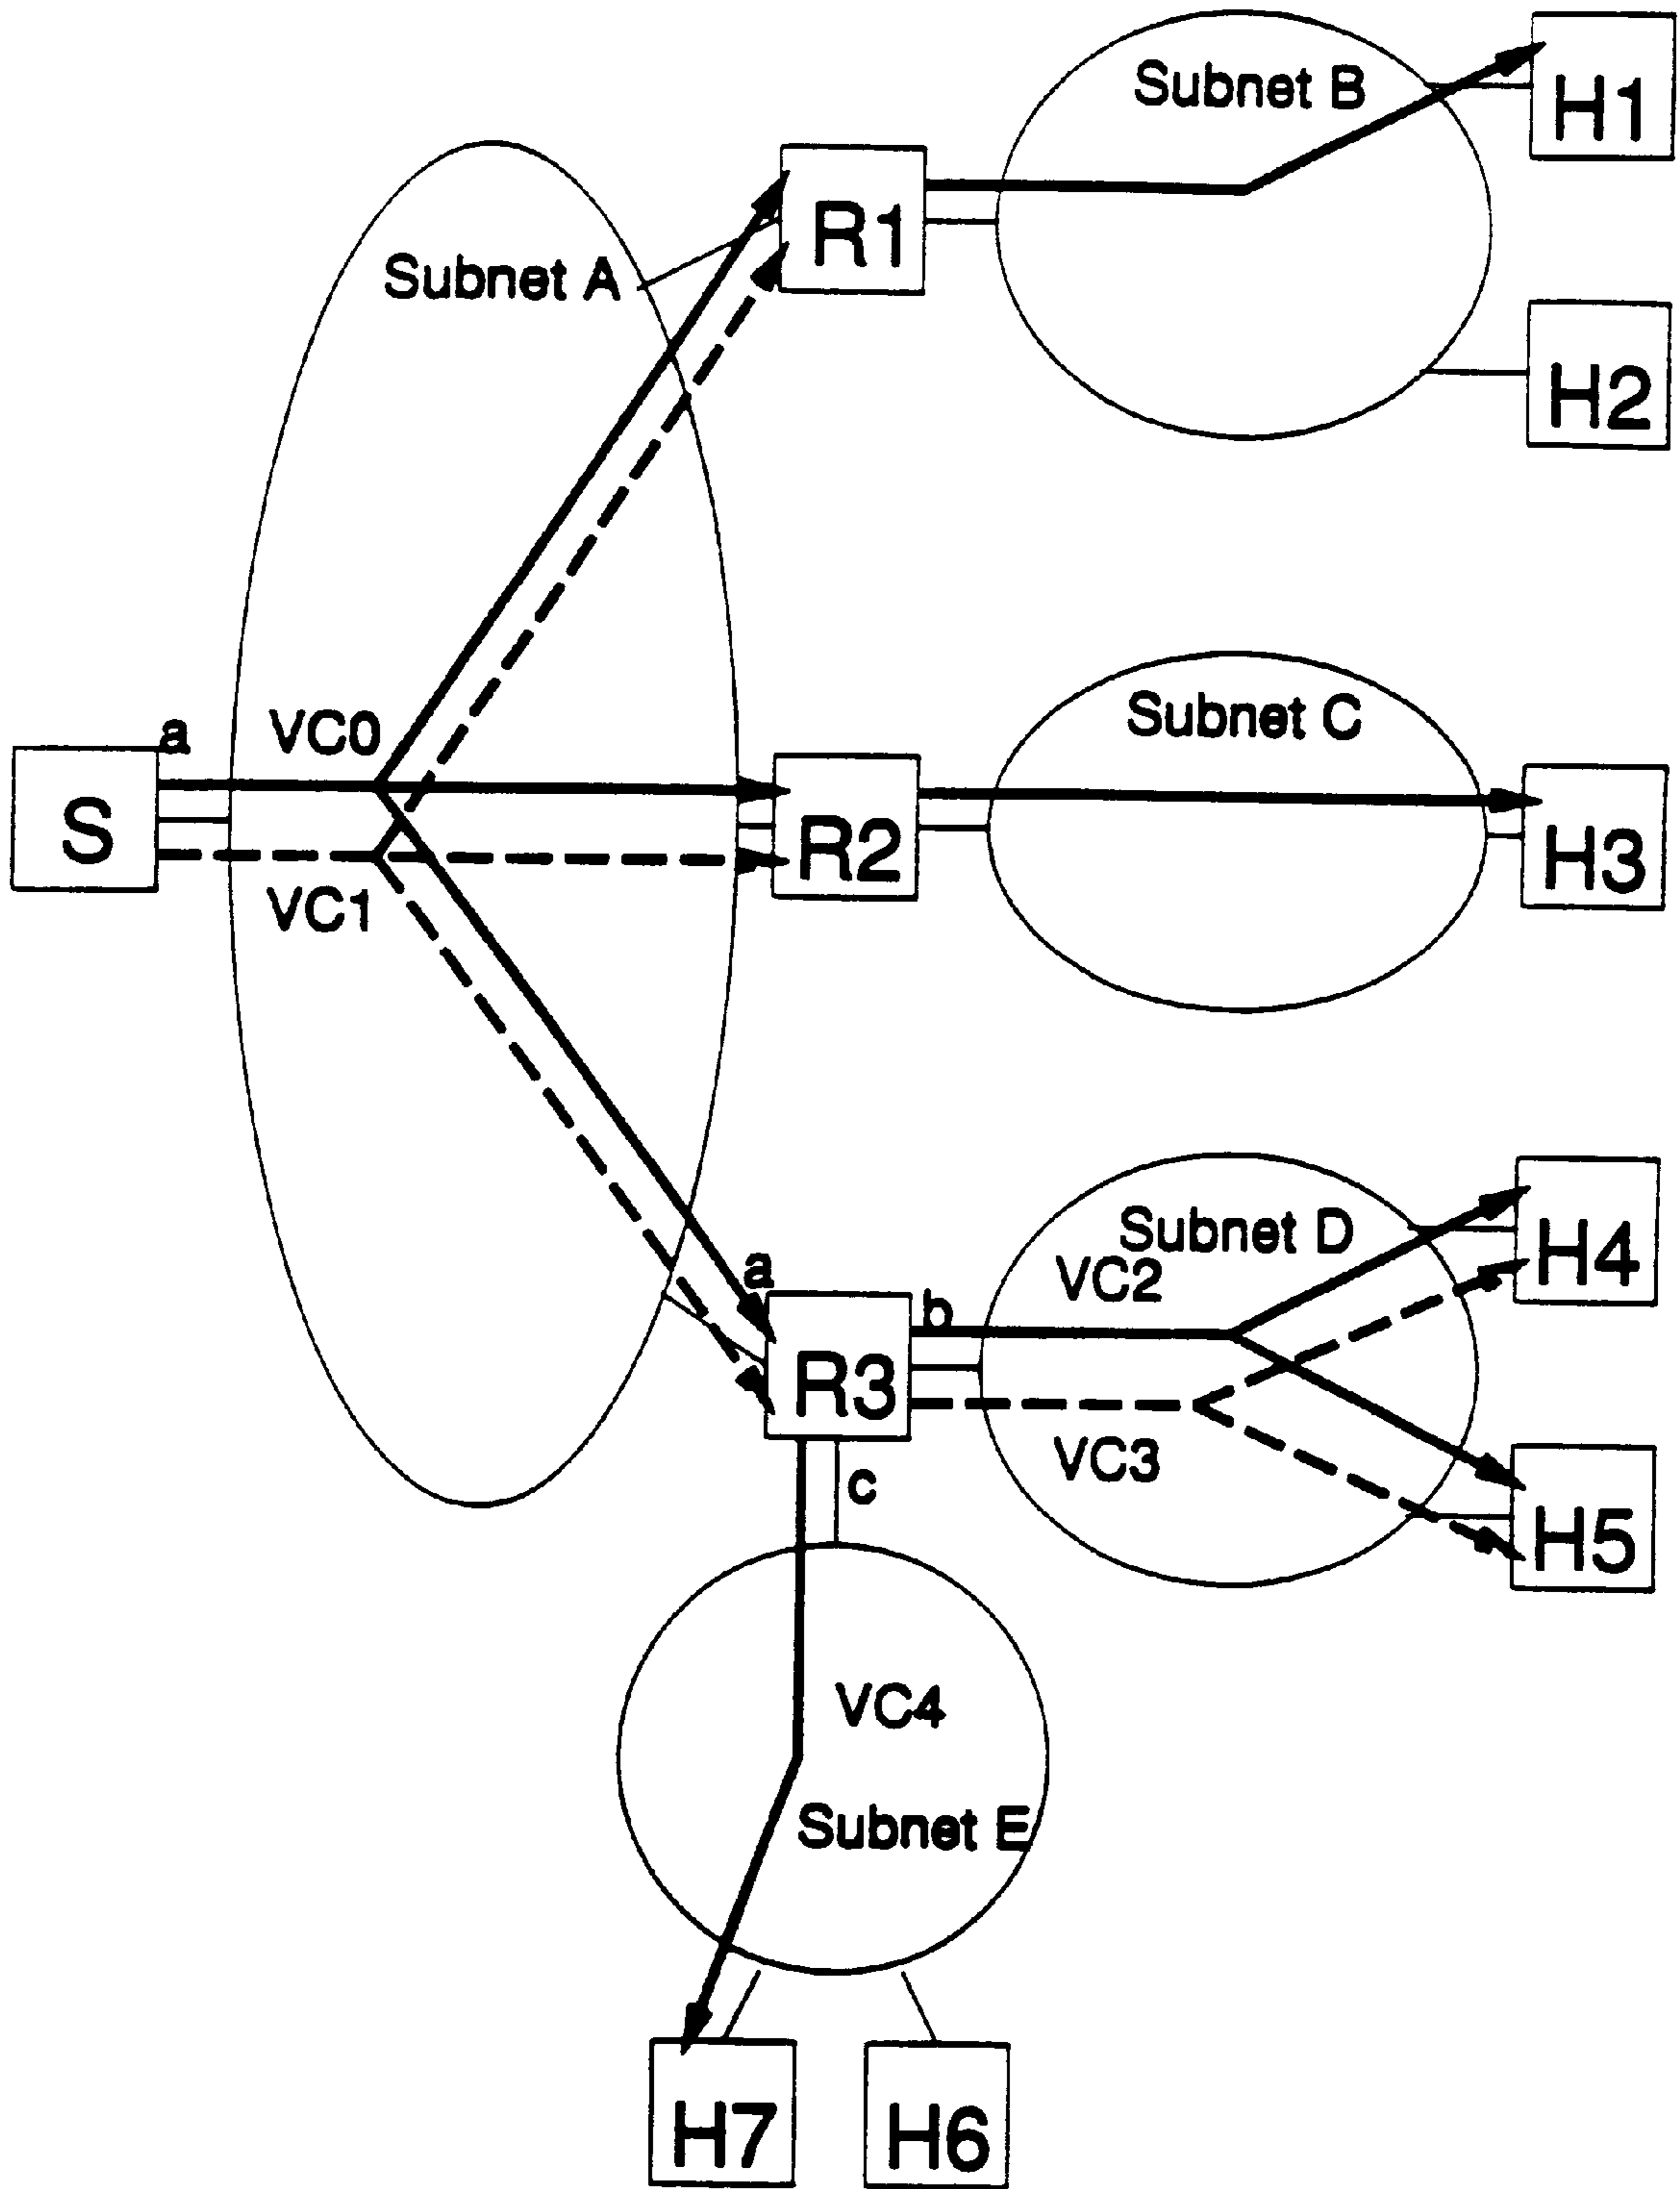 Subnet B
H1
R1
Subnet A
H2
a
VC0
Subnet C
S
R2
H3
VC1
Subnet D
H4
a
VC2
b
R3
VC3
c
H5
VC4
Subnet E
H7
H6